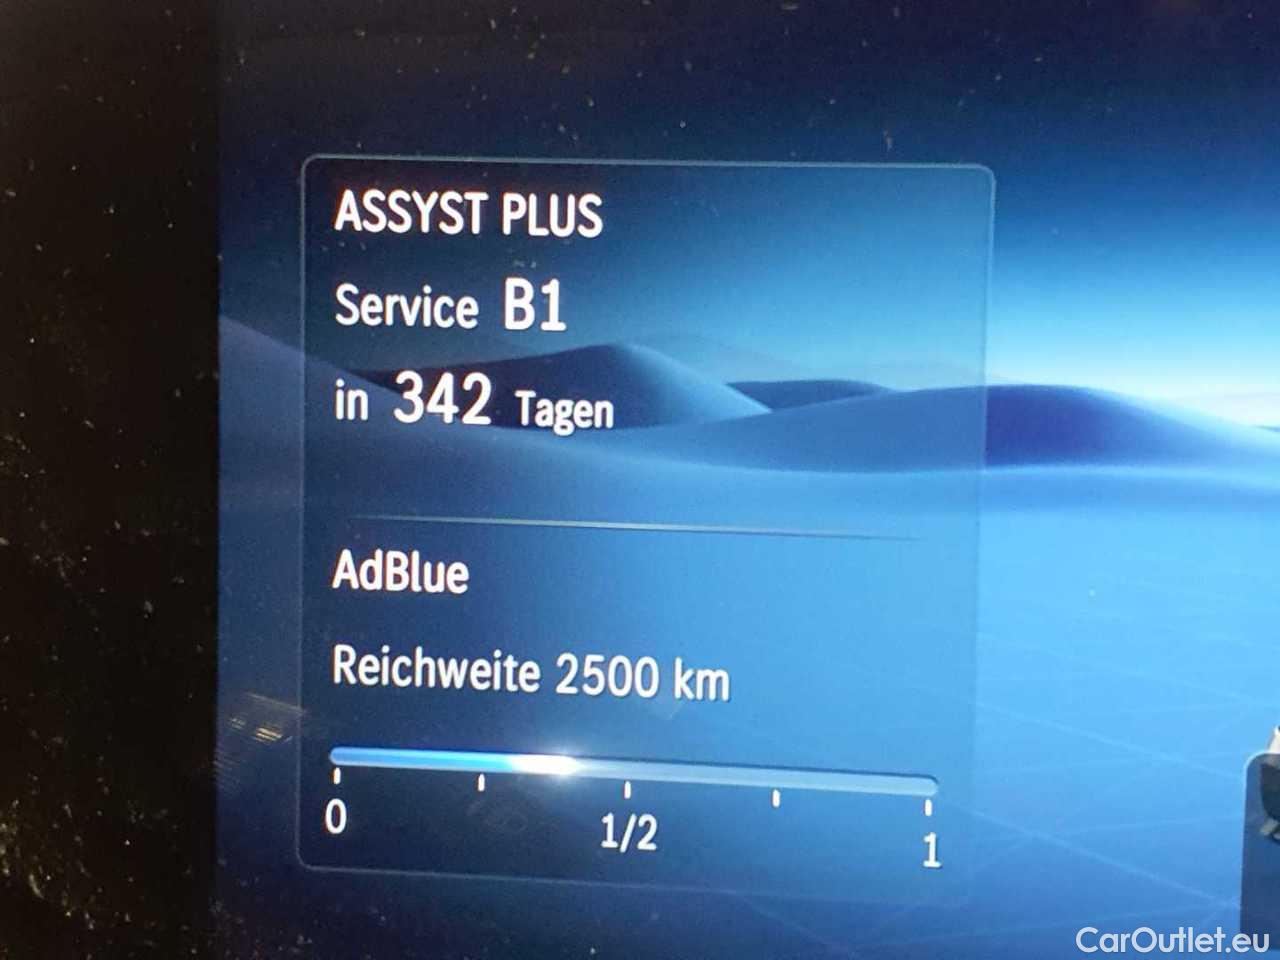 ASSYST PLUS
Service B1
in 342 Tagen
AdBlue
Reichweite 2500 km
0 1/2 1
CarOutlet.eu